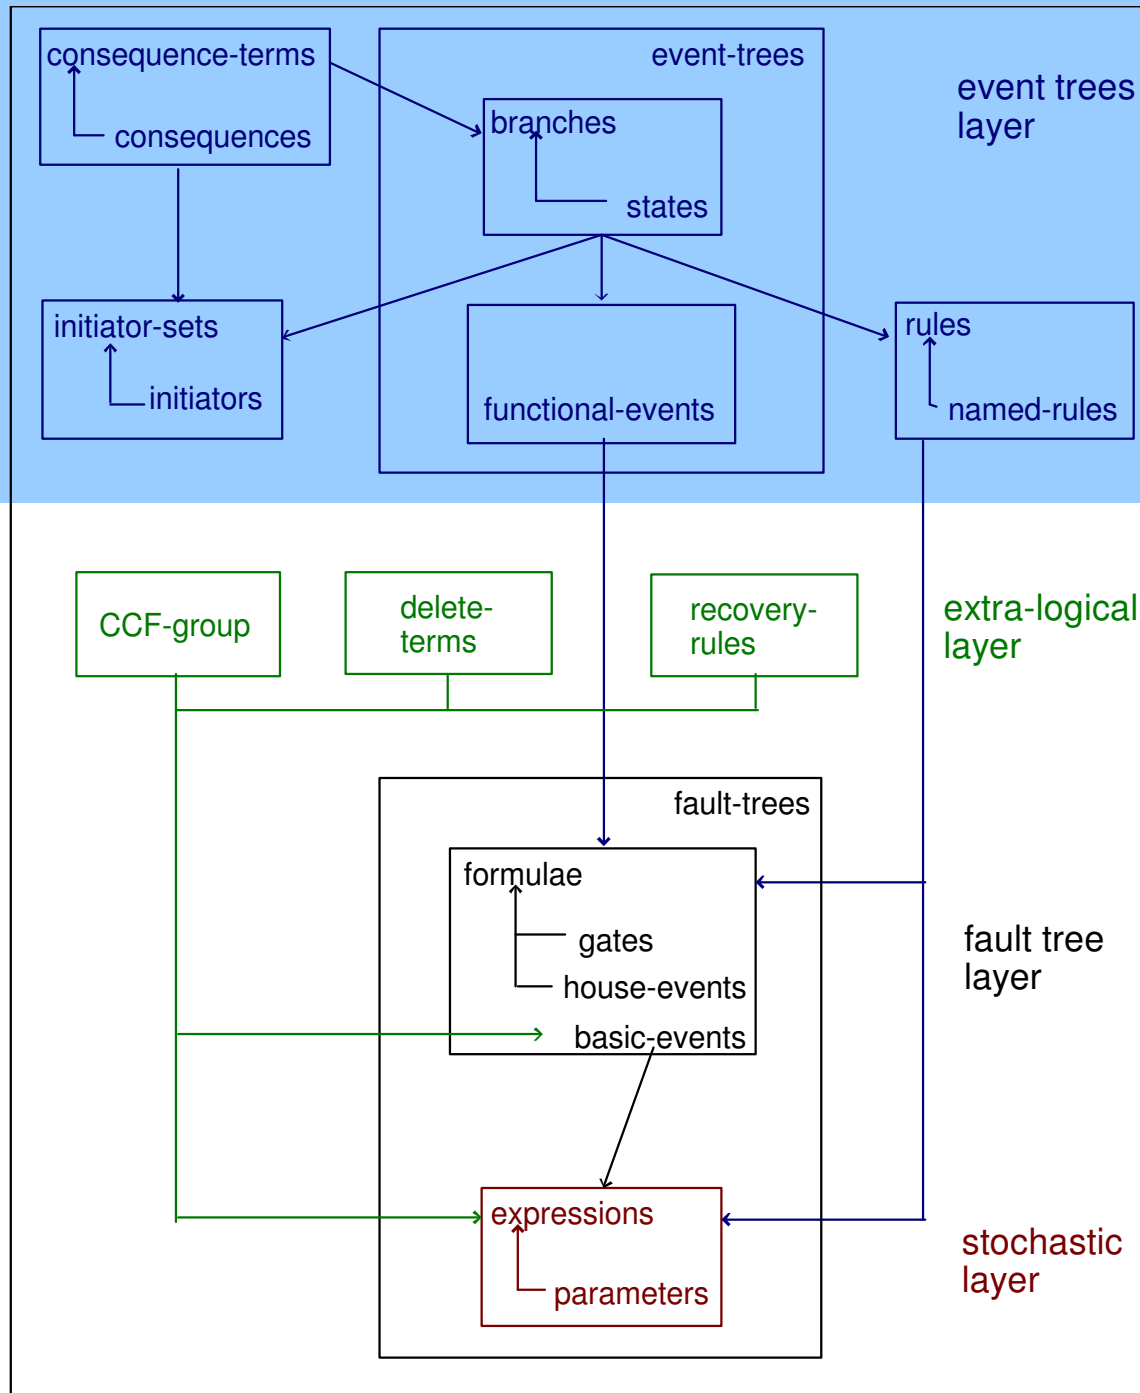 consequence-terms
consequences
event-trees
branches
states
event trees
layer
initiator-sets
initiators
functional-events
rules
named-rules
CCF-group
delete-
terms
recovery-
rules
extra-logical
layer
fault-trees
formulae
gates
house-events
basic-events
fault tree
layer
expressions
parameters
stochastic
layer